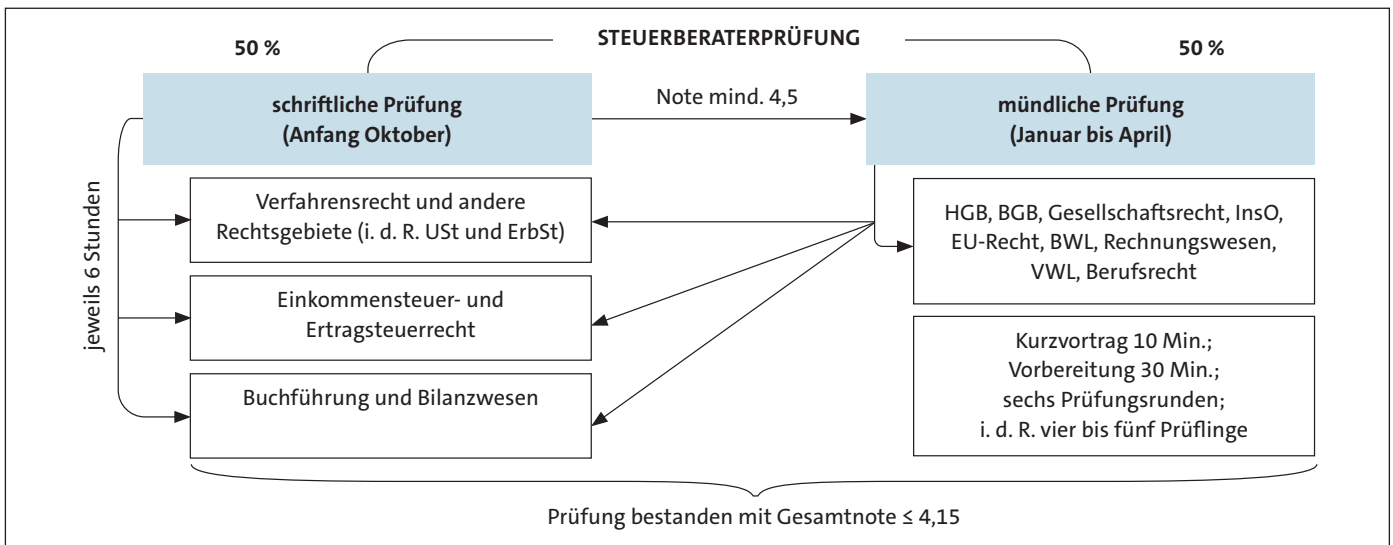 STEUERBERATERPRÜFUNG
50 %
50 %
schriftliche Prüfung
(Anfang Oktober)
Note mind. 4,5
mündliche Prüfung
(Januar bis April)
jeweils 6 Stunden
Verfahrensrecht und andere
Rechtsgebiete (i. d. R. USt und ErbSt)
Einkommensteuer- und
Ertragsteuerrecht
Buchführung und Bilanzwesen
HGB, BGB, Gesellschaftsrecht, InsO,
EU-Recht, BWL, Rechnungswesen,
VWL, Berufsrecht
Kurzvortrag 10 Min.;
Vorbereitung 30 Min.;
sechs Prüfungsrunden;
i. d. R. vier bis fünf Prüflinge
Prüfung bestanden mit Gesamtnote ≤ 4,15